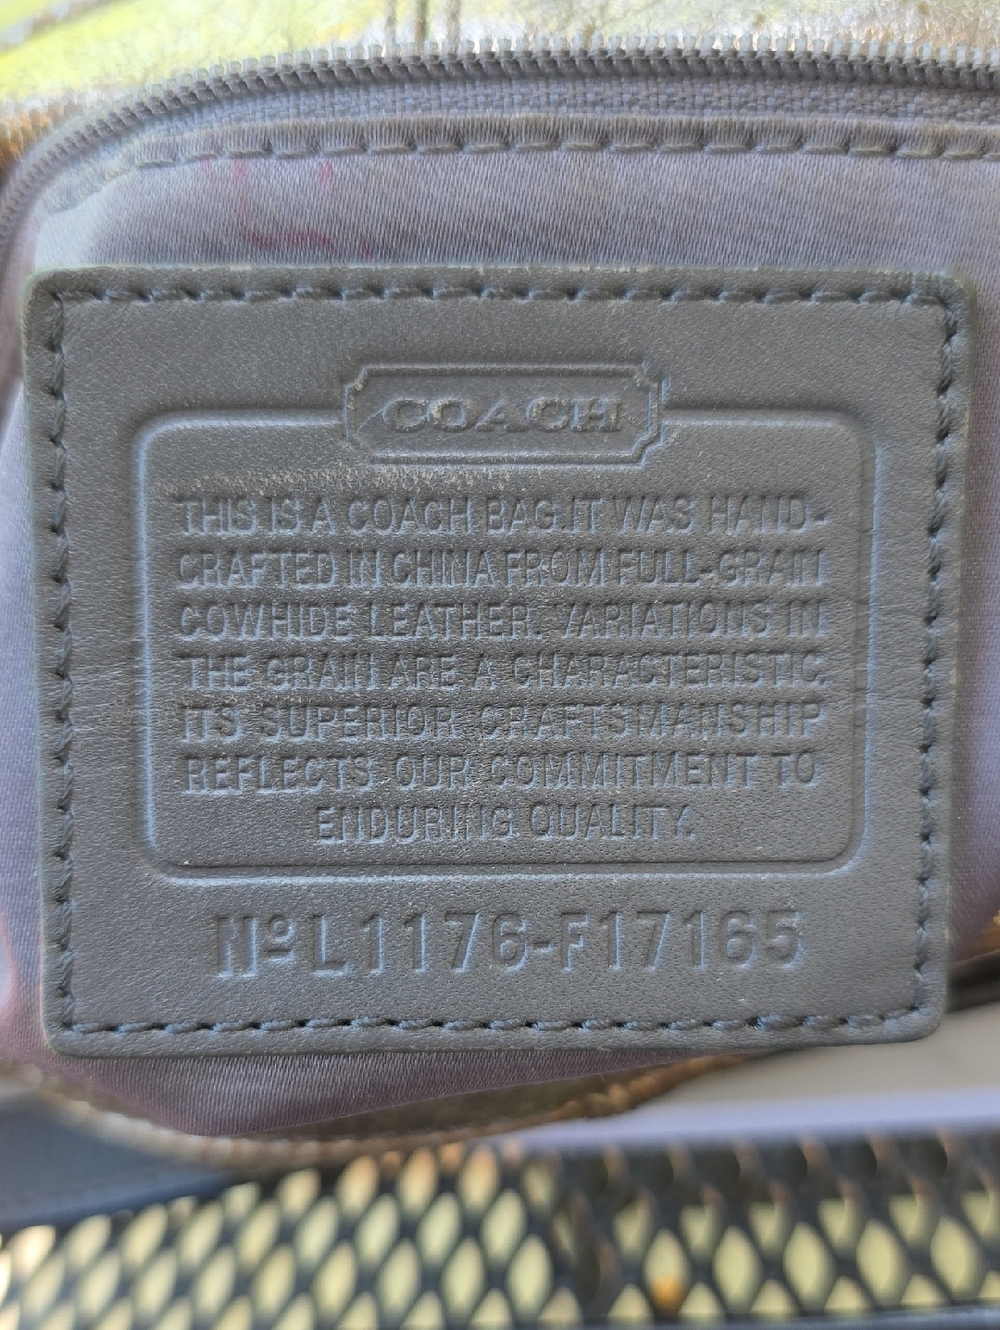 COACH
THIS IS A COACH BAG.IT WAS HAND-
CRAFTED IN CHINA FROM FULL-GRAIN
COWHIDE LEATHER. VARIATIONS IN
THE GRAIN ARE A CHARACTERISTIC.
ITS SUPERIOR CRAFTSMANSHIP
REFLECTS OUR COMMITMENT TO
ENDURING QUALITY.
Nº L1176-F17165